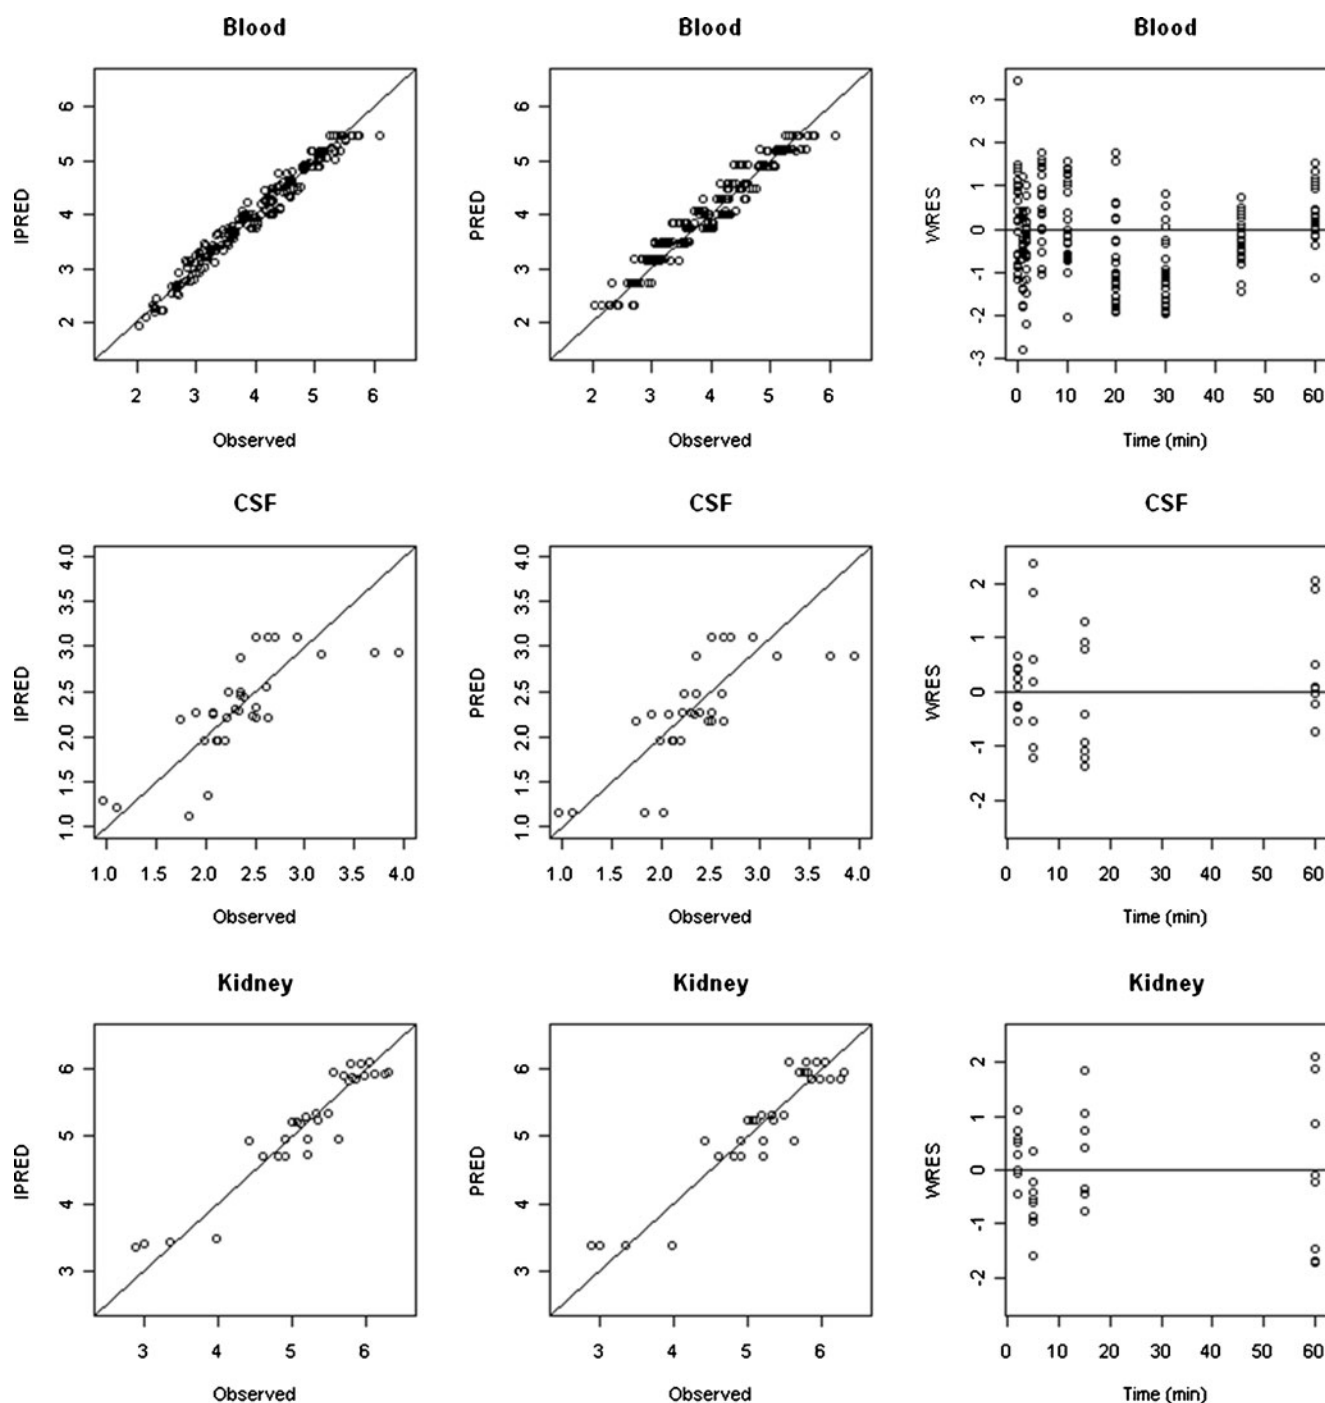 Blood Blood Blood
IPRED
6
5
4
3
2
2 3 4 5 6
Observed
PRED
6
5
4
3
2
2 3 4 5 6
Observed
WRES
3
2
1
0
-1
-2
-3
0 10 20 30 40 50 60
Time (min)
CSF CSF CSF
IPRED
4.0
3.5
3.0
2.5
2.0
1.5
1.0
1.0 1.5 2.0 2.5 3.0 3.5 4.0
Observed
PRED
4.0
3.5
3.0
2.5
2.0
1.5
1.0
1.0 1.5 2.0 2.5 3.0 3.5 4.0
Observed
WRES
2
1
0
-1
-2
0 10 20 30 40 50 60
Time (min)
Kidney Kidney Kidney
IPRED
6
5
4
3
3 4 5 6
Observed
PRED
6
5
4
3
3 4 5 6
Observed
WRES
2
1
0
-1
-2
0 10 20 30 40 50 60
Time (min)